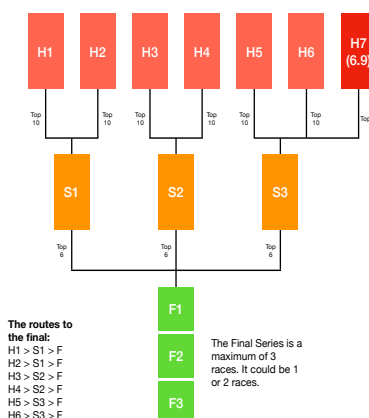 H1 H2 H3 H4 H5 H6 H7
(6.9)
Top Top Top Top Top Top Top
10 10 10 10 10 10
S1 S2 S3
Top Top Top
6 6 6
F1
The routes to
the final:
H1 > S1 > F
H2 > S1 > F
H3 > S2 > F
H4 > S2 > F
H5 > S3 > F
H6 > S3 > F
F2
The Final Series is a
maximum of 3
races. It could be 1
or 2 races.
F3